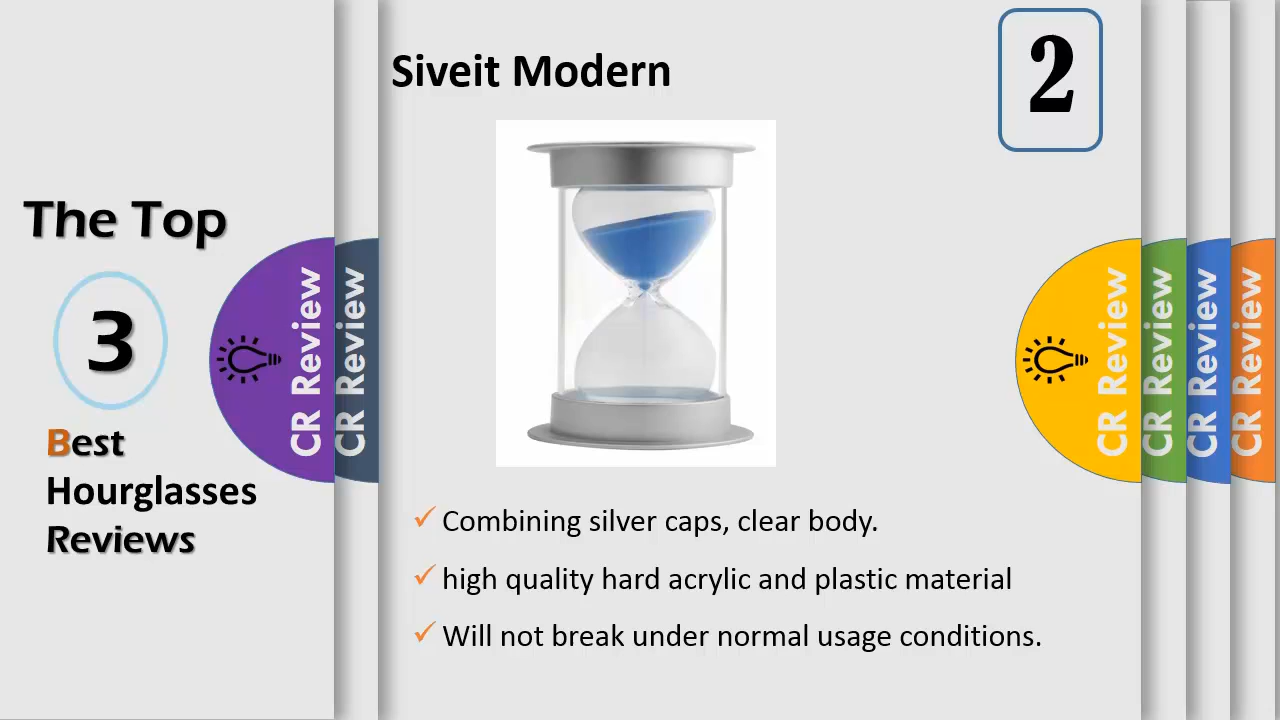 The Top
3
Best
Hourglasses
Reviews
CR Review
CR Review
Siveit Modern
2
Combining silver caps, clear body.
high quality hard acrylic and plastic material
Will not break under normal usage conditions.
CR Review
CR Review
CR Review
CR Review